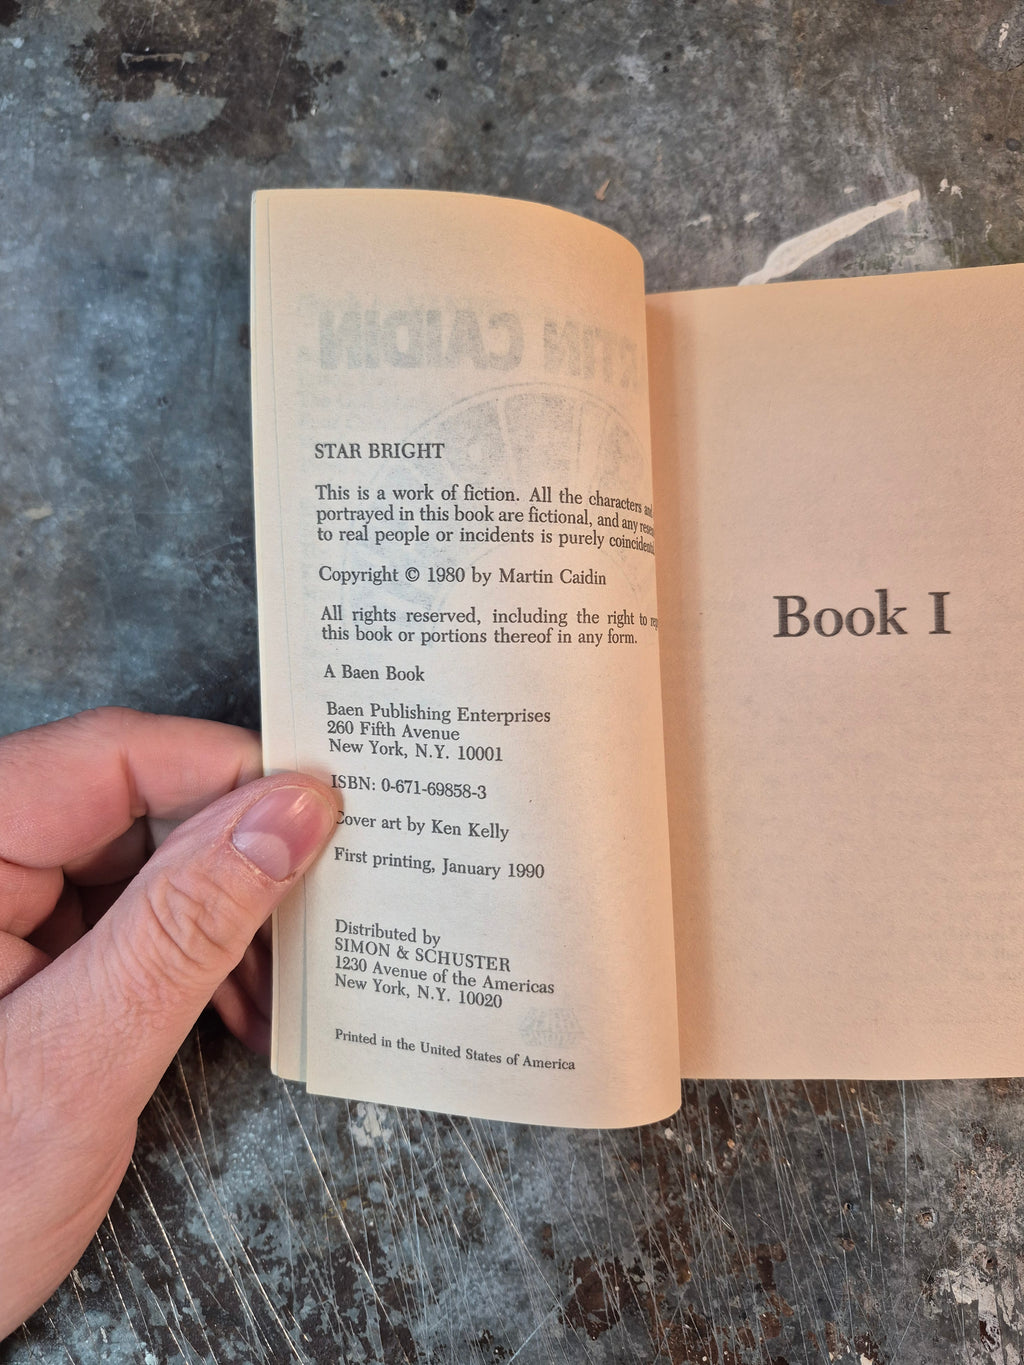 STAR BRIGHT
This is a work of fiction. All the characters and
portrayed in this book are fictional, and any
to real people or incidents is purely
Copyright © 1980 by Martin Caidin
All rights reserved, including the right to
this book or portions thereof in any form.
A Baen Book
Baen Publishing Enterprises
260 Fifth Avenue
New York, N.Y. 10001
ISBN: 0-671-69858-3
Cover art by Ken Kelly
First printing, January 1990
Distributed by
SIMON & SCHUSTER
1230 Avenue of the Americas
New York, N.Y. 10020
Printed in the United States of America
Book I